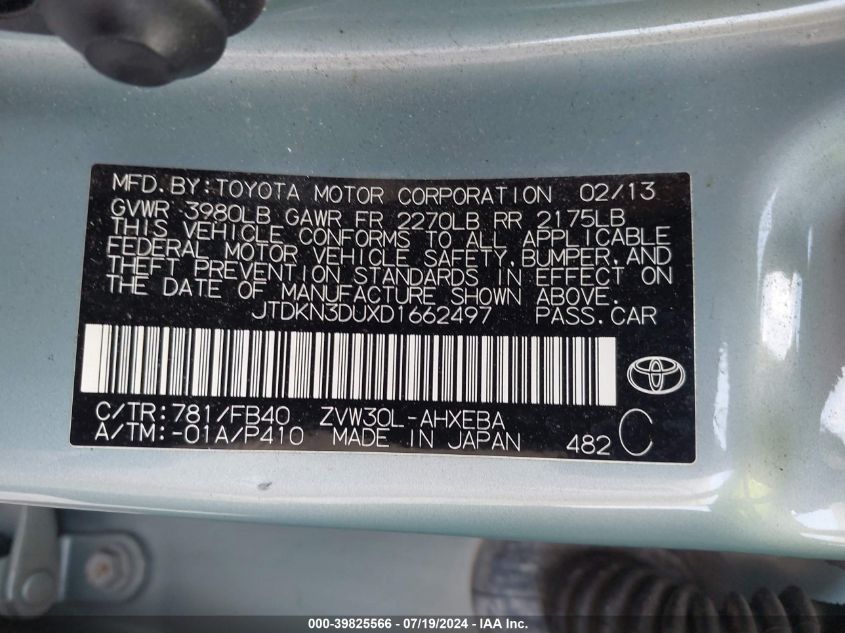 MFD. BY: TOYOTA MOTOR CORPORATION 02/13
GVWR 3980LB GAWR FR 2270LB RR 2175LB
THIS VEHICLE CONFORMS TO ALL APPLICABLE
FEDERAL MOTOR VEHICLE SAFETY, BUMPER, AND
THEFT PREVENTION STANDARDS IN EFFECT ON
THE DATE OF MANUFACTURE SHOWN ABOVE.
JTDKN3DUXD1662497 PASS. CAR
C/TR: 781/FB40 ZVW30L-AHXEBA
A/TM: -01A/P410 MADE IN JAPAN 482 C
000-39825566 - 07/19/2024 - IAA Inc.